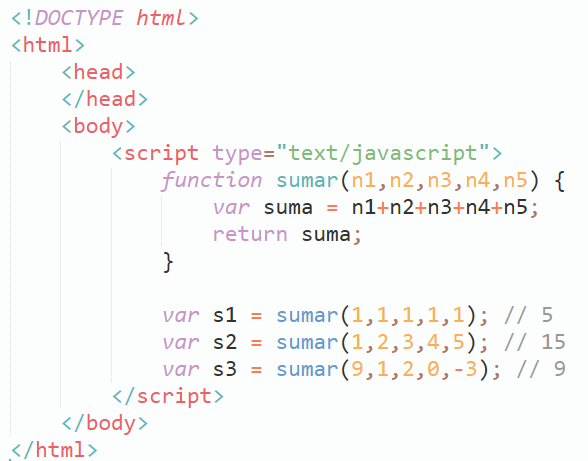 <!DOCTYPE html>
<html>
    <head>
    </head>
    <body>
        <script type="text/javascript">
            function sumar(n1,n2,n3,n4,n5) {
                var suma = n1+n2+n3+n4+n5;
                return suma;
            }

            var s1 = sumar(1,1,1,1,1); // 5
            var s2 = sumar(1,2,3,4,5); // 15
            var s3 = sumar(9,1,2,0,-3); // 9
        </script>
    </body>
</html>